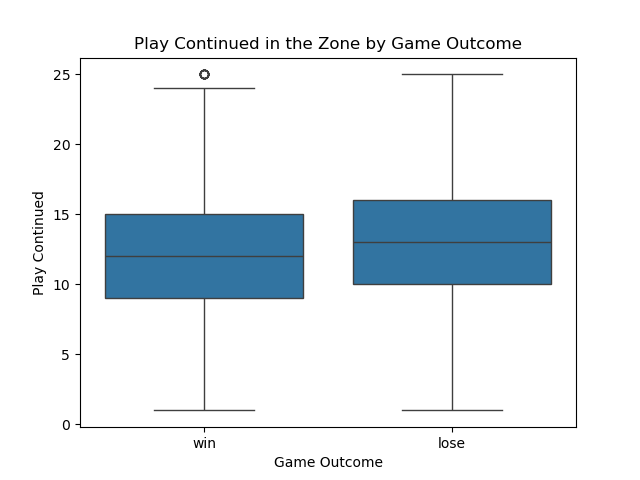 Play Continued in the Zone by Game Outcome
Play Continued
25
20
15
10
5
0
win
lose
Game Outcome